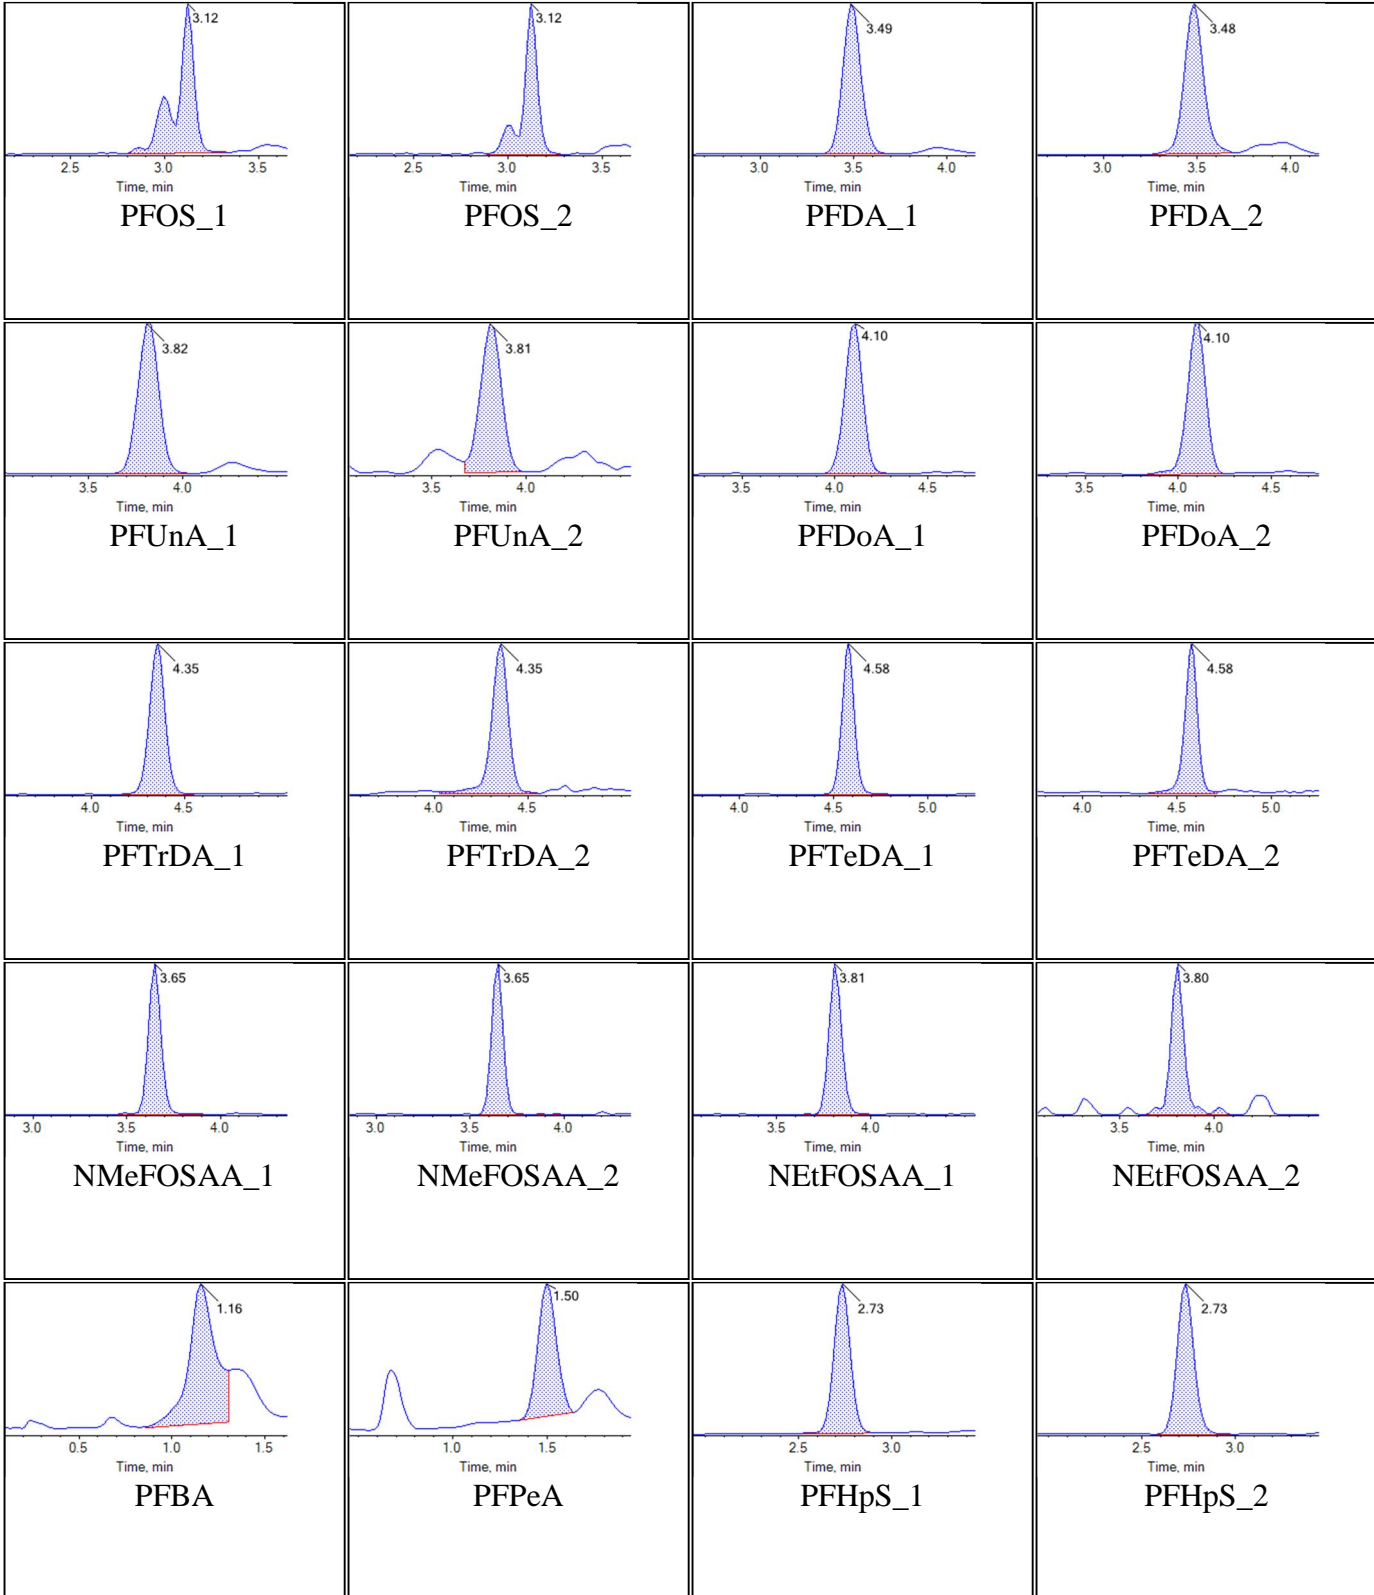 3.12
2.5 3.0 3.5
Time, min
PFOS_1
3.12
2.5 3.0 3.5
Time, min
PFOS_2
3.49
3.0 3.5 4.0
Time, min
PFDA_1
3.48
3.0 3.5 4.0
Time, min
PFDA_2
3.82
3.5 4.0
Time, min
PFUnA_1
3.81
3.5 4.0
Time, min
PFUnA_2
4.10
3.5 4.0 4.5
Time, min
PFDoA_1
4.10
3.5 4.0 4.5
Time, min
PFDoA_2
4.35
4.0 4.5
Time, min
PFTrDA_1
4.35
4.0 4.5
Time, min
PFTrDA_2
4.58
4.0 4.5 5.0
Time, min
PFTeDA_1
4.58
4.0 4.5 5.0
Time, min
PFTeDA_2
3.65
3.0 3.5 4.0
Time, min
NMeFOSAA_1
3.65
3.0 3.5 4.0
Time, min
NMeFOSAA_2
3.81
3.5 4.0
Time, min
NEtFOSAA_1
3.80
3.5 4.0
Time, min
NEtFOSAA_2
1.16
0.5 1.0 1.5
Time, min
PFBA
1.50
1.0 1.5
Time, min
PFPeA
2.73
2.5 3.0
Time, min
PFHpS_1
2.73
2.5 3.0
Time, min
PFHpS_2